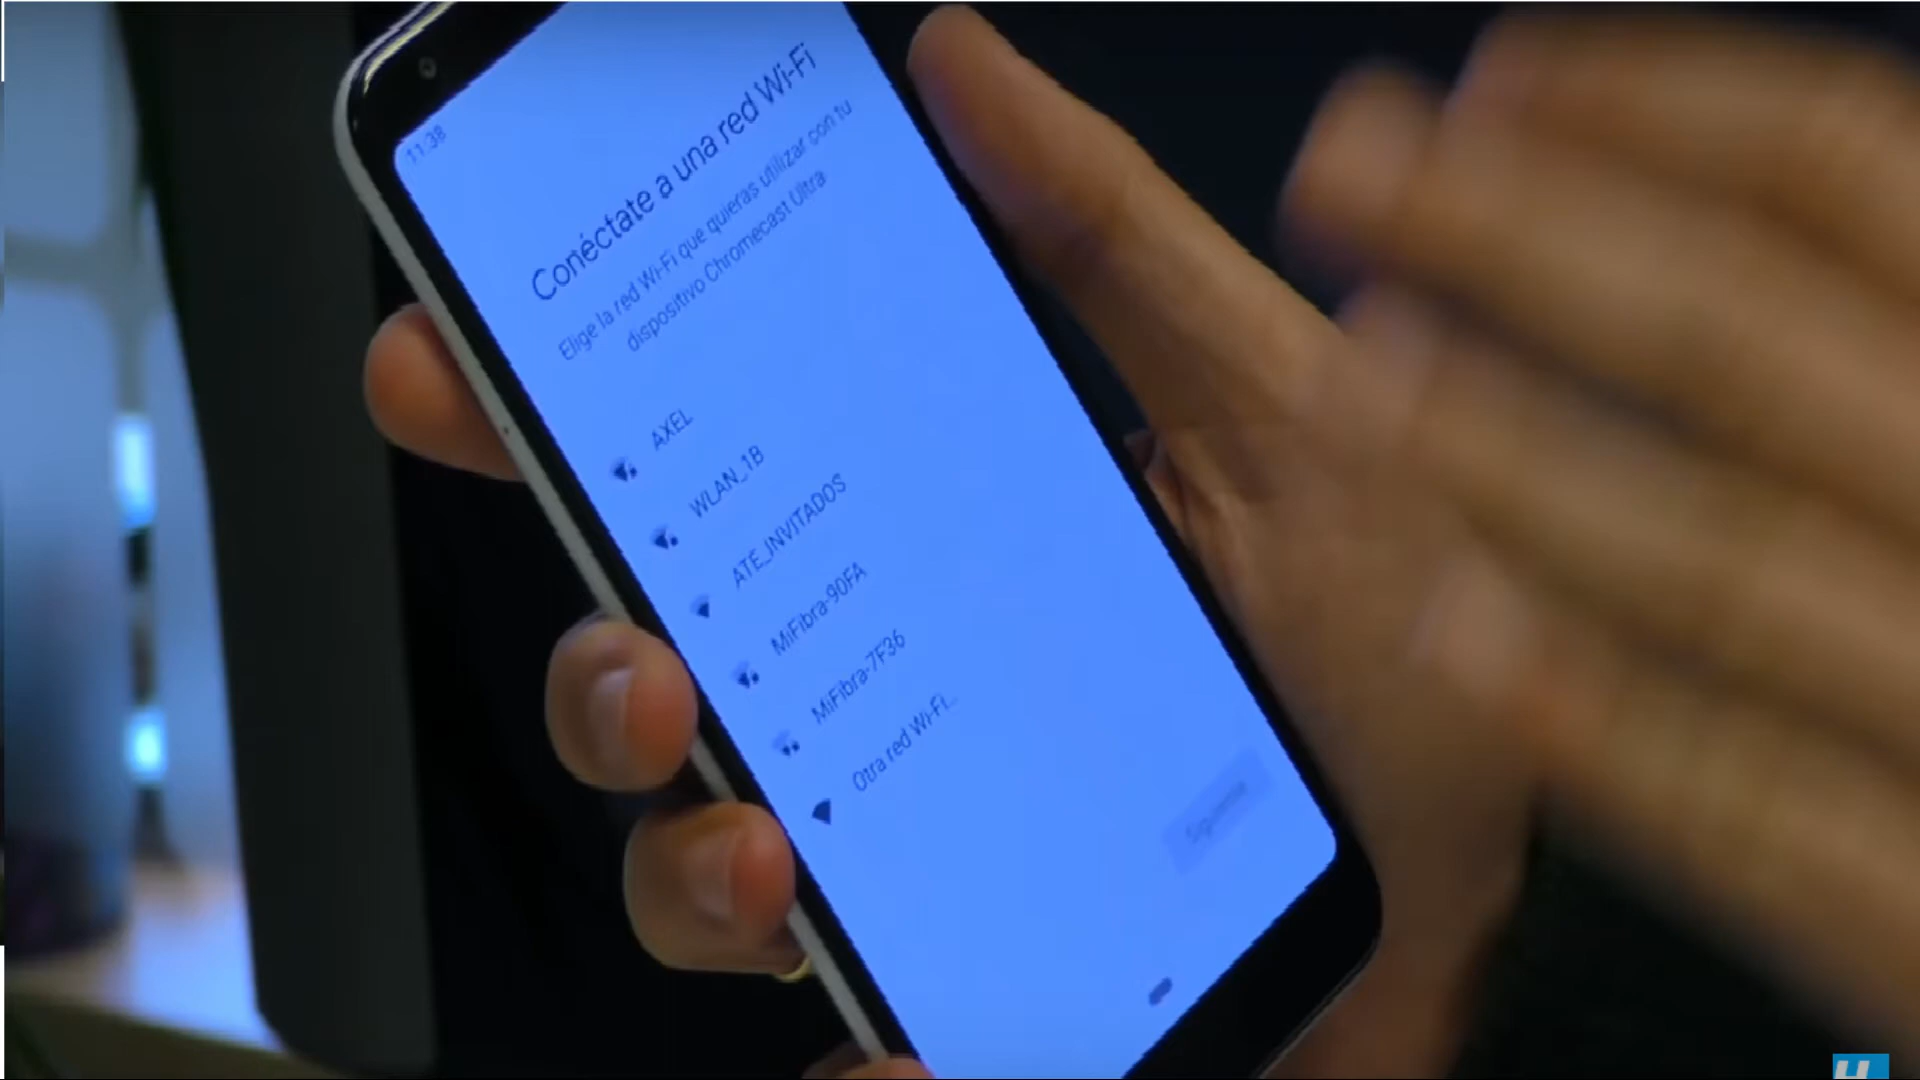 11:38
Conéctate a una red Wi-Fi
Elige la red Wi-Fi que quieras utilizar con tu
dispositivo Chromecast Ultra
AXEL
WLAN_1B
ATE_INVITADOS
MiFibra-90FA
MiFibra-7F36
Otra red Wi-Fi...
Siguiente